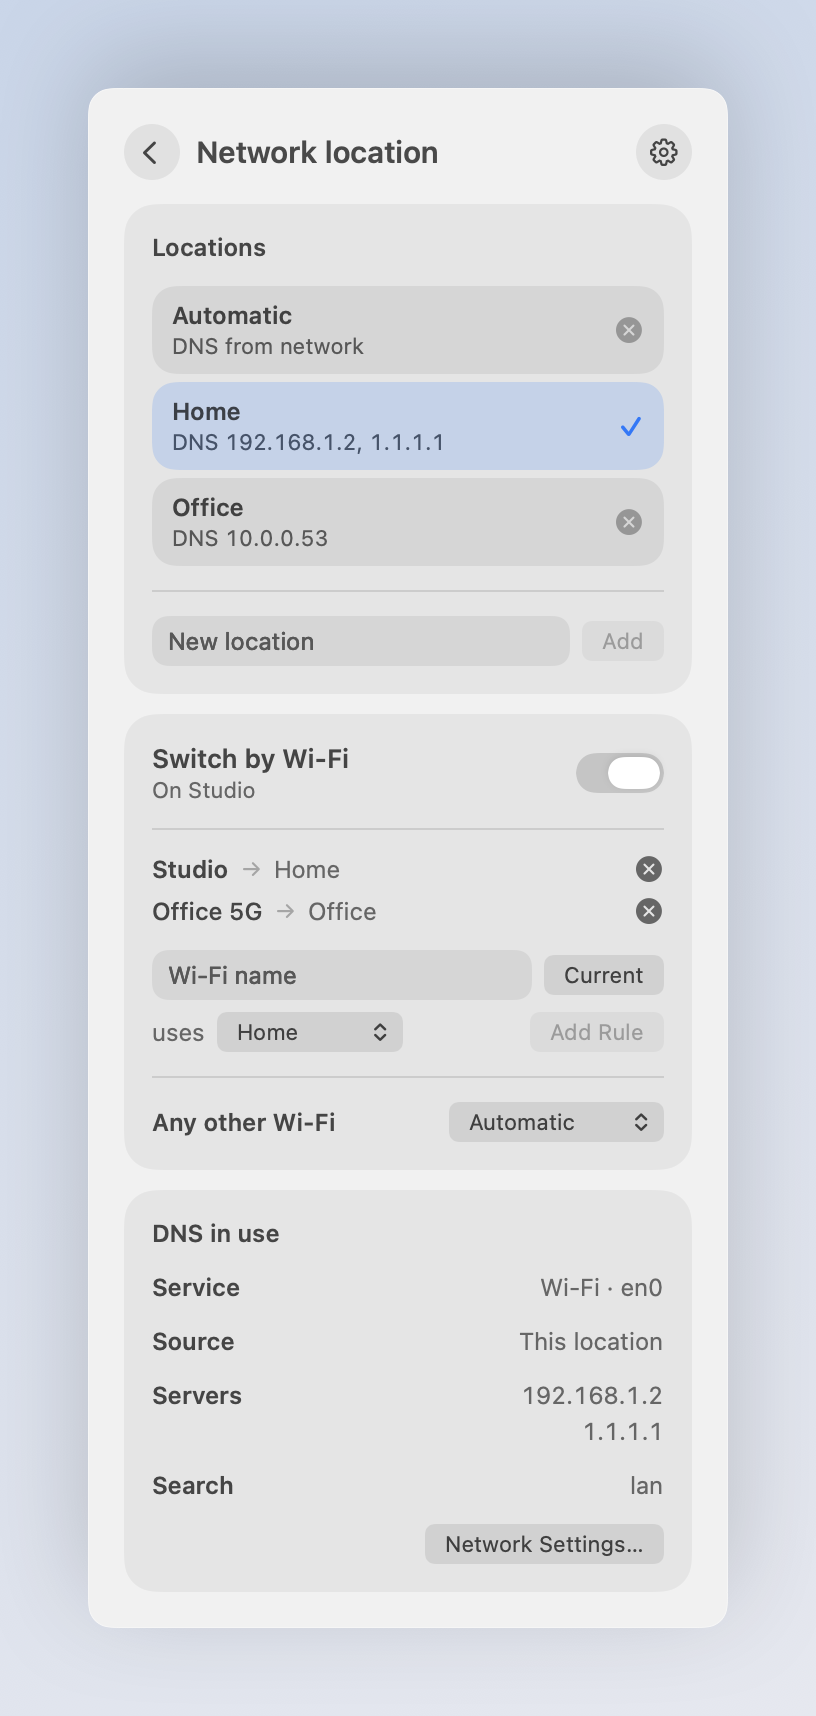 Network location
Locations
Automatic
DNS from network
Home
DNS 192.168.1.2, 1.1.1.1
Office
DNS 10.0.0.53
New location
Add
Switch by Wi-Fi
On Studio
Studio → Home
Office 5G → Office
Wi-Fi name
Current
uses
Home
Add Rule
Any other Wi-Fi
Automatic
DNS in use
Service
Wi-Fi · en0
Source
This location
Servers
192.168.1.2
1.1.1.1
Search
lan
Network Settings...